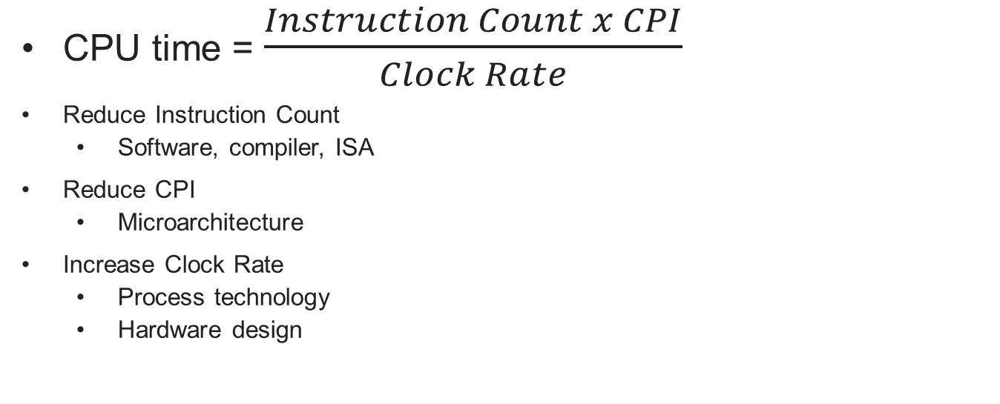 • CPU time = Instruction Count x CPI
Clock Rate
• Reduce Instruction Count
• Software, compiler, ISA
• Reduce CPI
• Microarchitecture
• Increase Clock Rate
• Process technology
• Hardware design